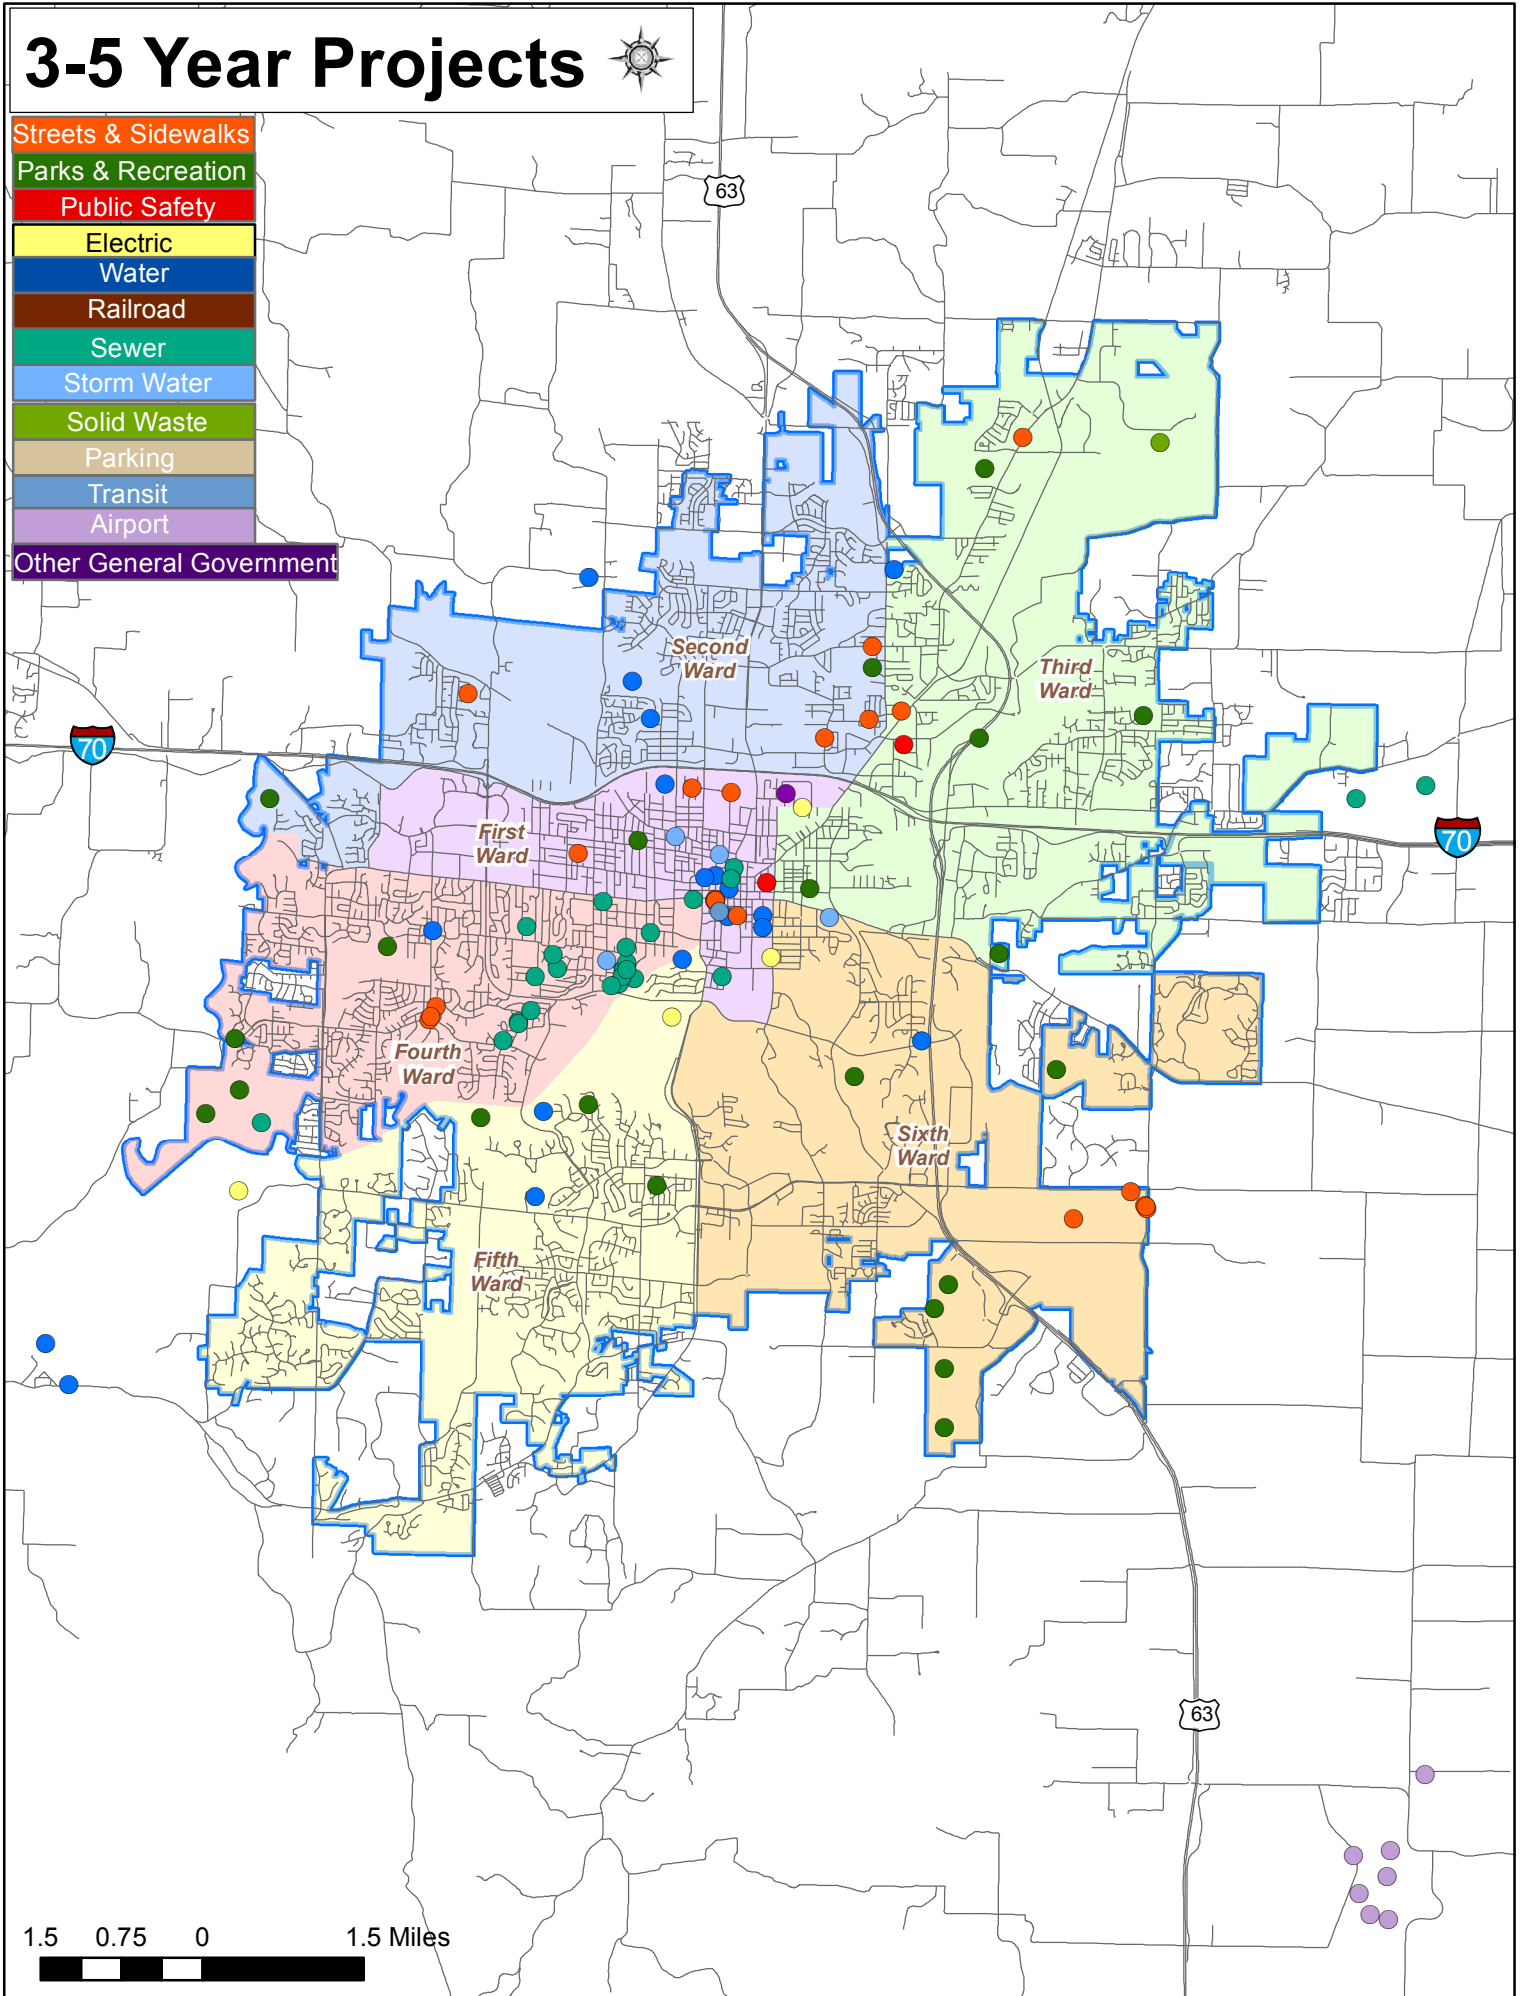 3-5 Year Projects
Streets & Sidewalks
Parks & Recreation
Public Safety
Electric
Water
Railroad
Sewer
Storm Water
Solid Waste
Parking
Transit
Airport
Other General Government
63
Second
Ward
Third
Ward
70
First
Ward
70
Fourth
Ward
Sixth
Ward
Fifth
Ward
63
1.5 0.75 0 1.5 Miles